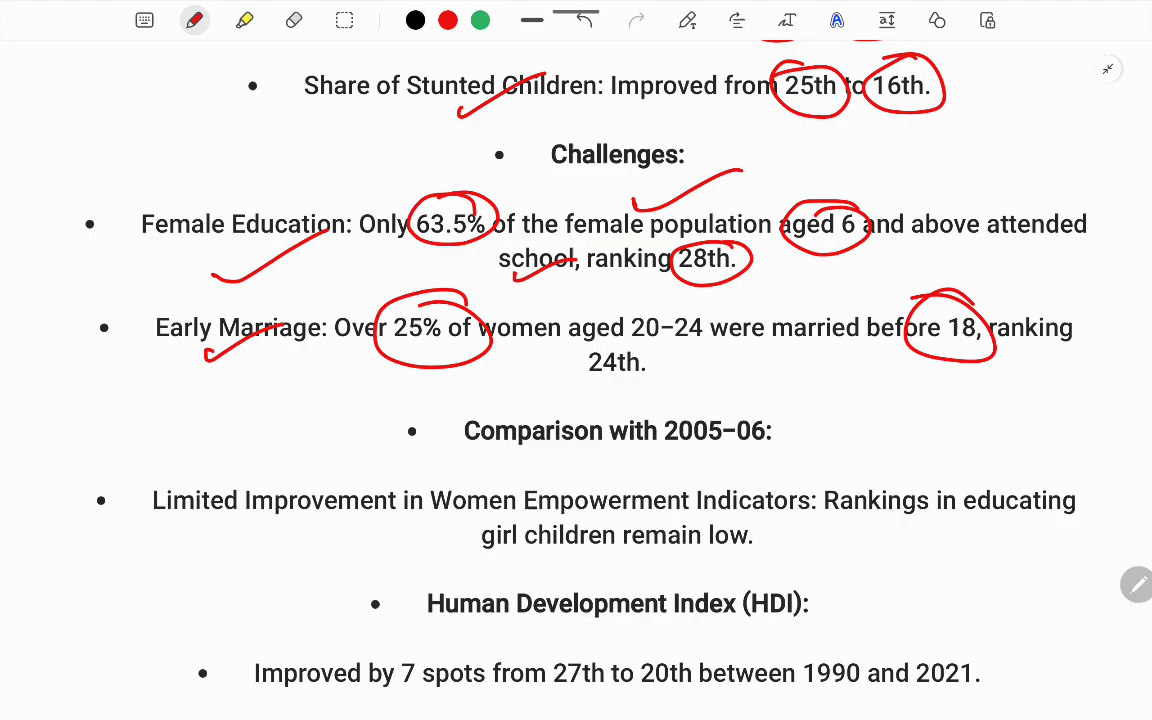 Share of Stunted Children: Improved from 25th to 16th.
Challenges:
Female Education: Only 63.5% of the female population aged 6 and above attended
school, ranking 28th.
Early Marriage: Over 25% of women aged 20–24 were married before 18, ranking
24th.
Comparison with 2005–06:
Limited Improvement in Women Empowerment Indicators: Rankings in educating
girl children remain low.
Human Development Index (HDI):
Improved by 7 spots from 27th to 20th between 1990 and 2021.